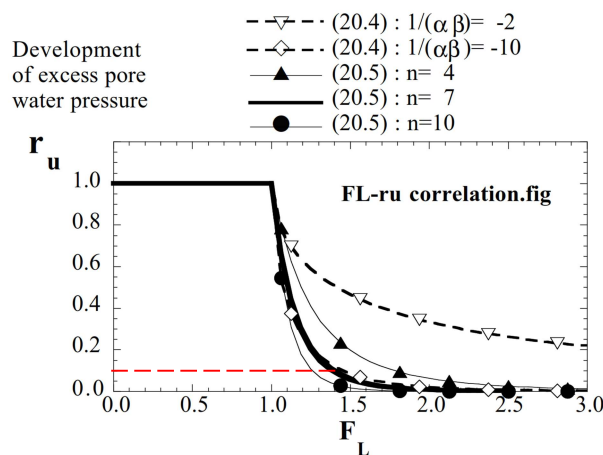 Development
of excess pore
water pressure
(20.4) : 1/(α β)= -2
(20.4) : 1/(αβ)= -10
(20.5) : n= 4
(20.5) : n= 7
(20.5) : n=10
r u
FL-ru correlation.fig
1.0
0.8
0.6
0.4
0.2
0.0
0.0 0.5 1.0 1.5 2.0 2.5 3.0
F L